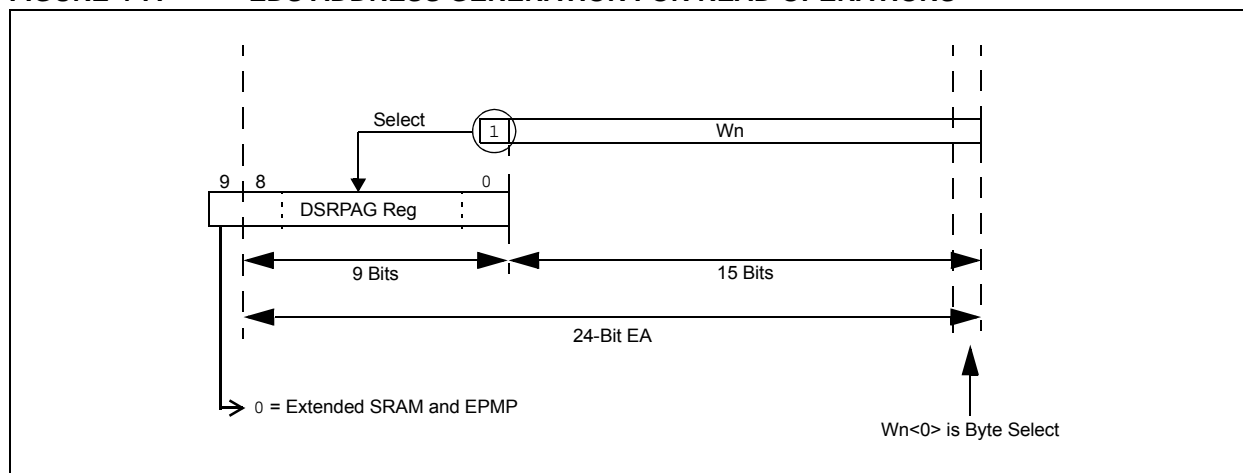 Select
1
Wn
9
8
0
DSRPAG Reg
9 Bits
15 Bits
24-Bit EA
0 = Extended SRAM and EPMP
Wn<0> is Byte Select